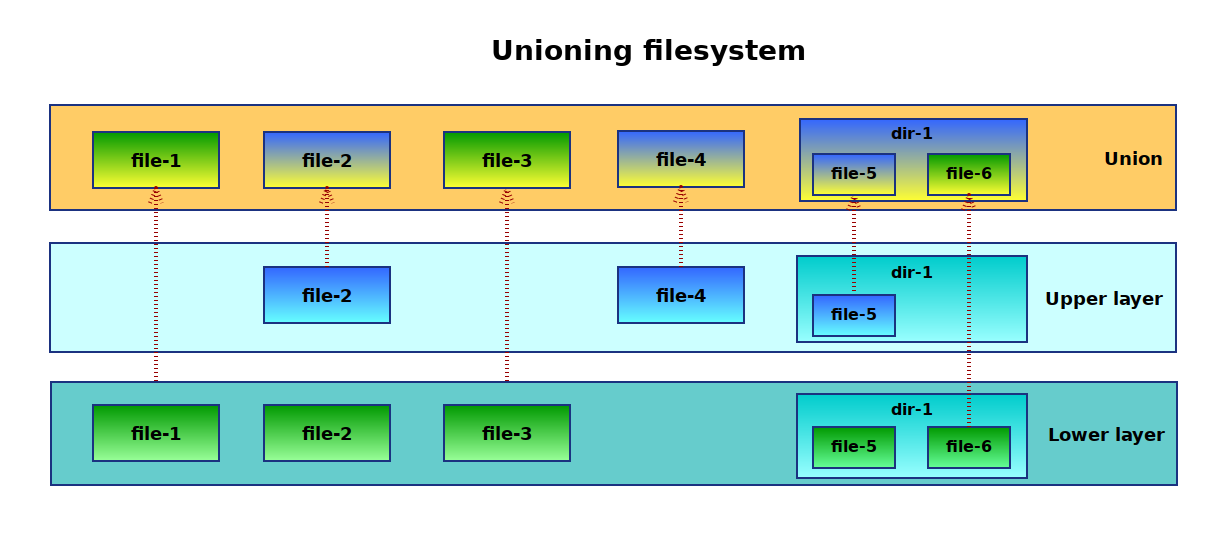 Unioning filesystem
file-1 file-2 file-3 file-4 dir-1 file-5 file-6 Union
file-2 file-4 dir-1 file-5 Upper layer
file-1 file-2 file-3 dir-1 file-5 file-6 Lower layer